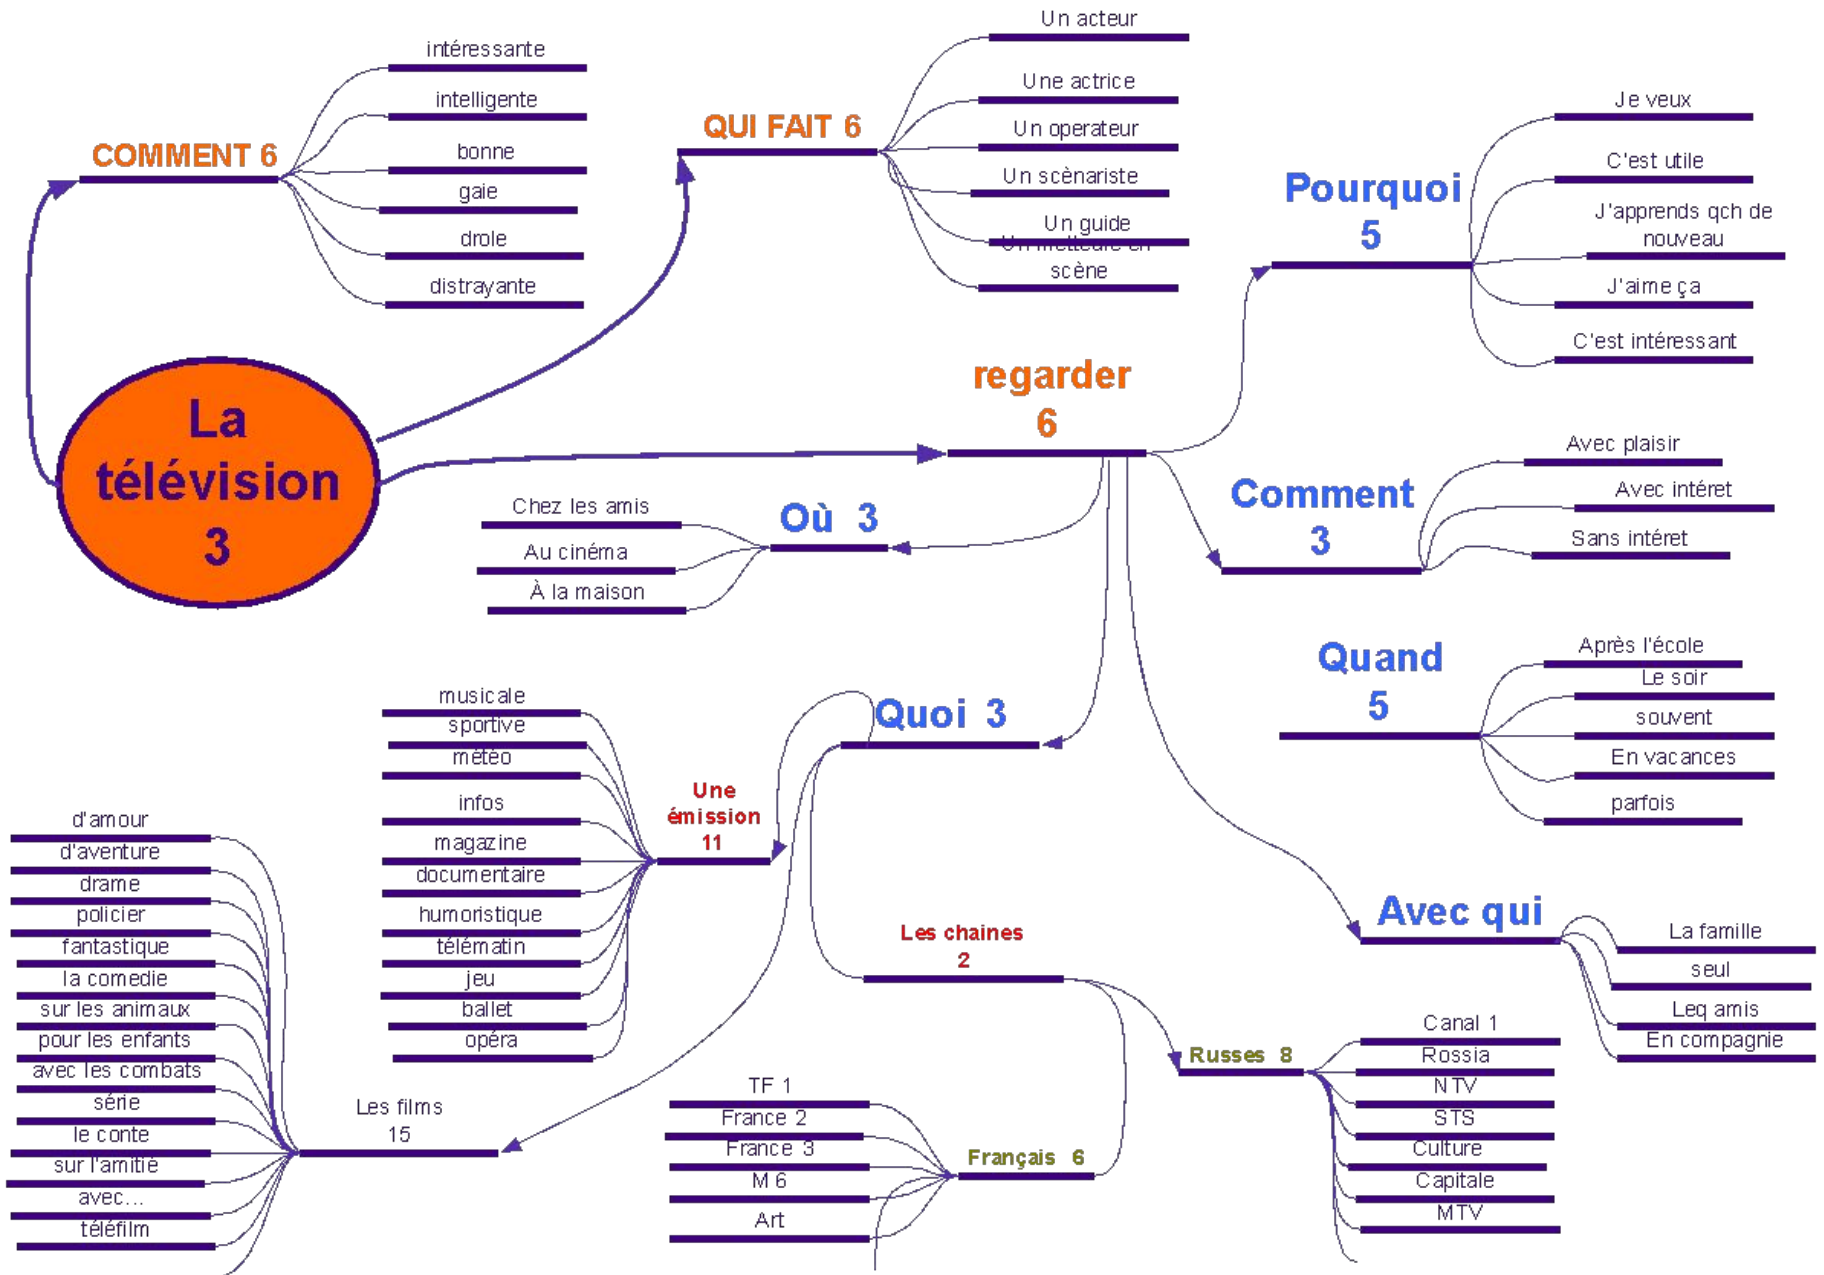 La
télévision
3
COMMENT 6
intéressante
intelligente
bonne
gaie
drole
distrayante
QUI FAIT 6
Un acteur
Une actrice
Un operateur
Un scènariste
Un guide
Un metteure en
scène
regarder
6
Pourquoi
5
Je veux
C'est utile
J'apprends qch de
nouveau
J'aime ça
C'est intéressant
Comment
3
Avec plaisir
Avec intéret
Sans intéret
Où 3
Chez les amis
Au cinéma
À la maison
Quand
5
Après l'école
Le soir
souvent
En vacances
parfois
Avec qui
La famille
seul
Leq amis
En compagnie
Quoi 3
Une
émission
11
musicale
sportive
météo
infos
magazine
documentaire
humoristique
télématin
jeu
ballet
opéra
Les films
15
d'amour
d'aventure
drame
policier
fantastique
la comedie
sur les animaux
pour les enfants
avec les combats
série
le conte
sur l'amitié
avec...
téléfilm
Les chaines
2
Russes 8
Canal 1
Rossia
NTV
STS
Culture
Capitale
MTV
Français 6
TF 1
France 2
France 3
M 6
Art